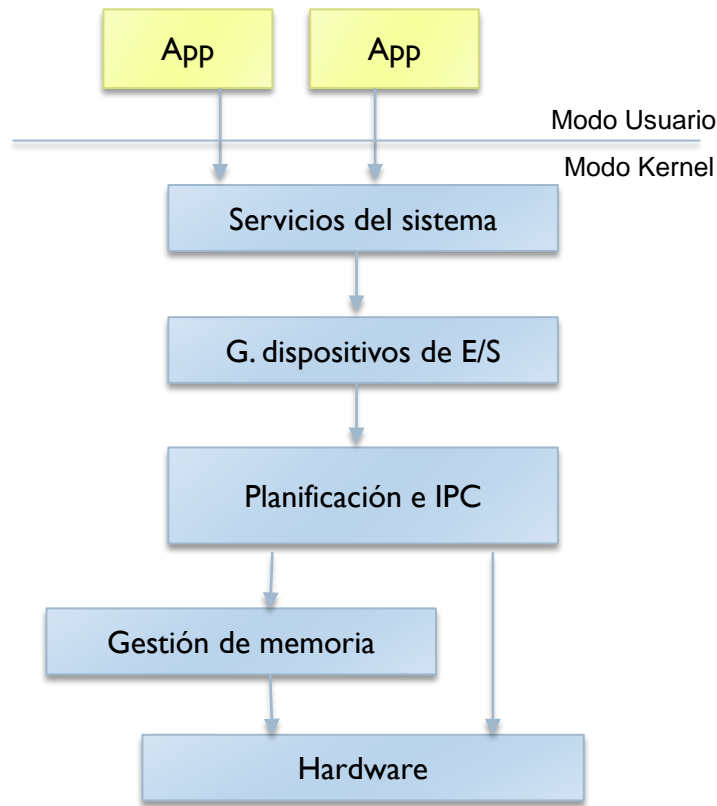 App
App
Modo Usuario
Modo Kernel
Servicios del sistema
G. dispositivos de E/S
Planificación e IPC
Gestión de memoria
Hardware